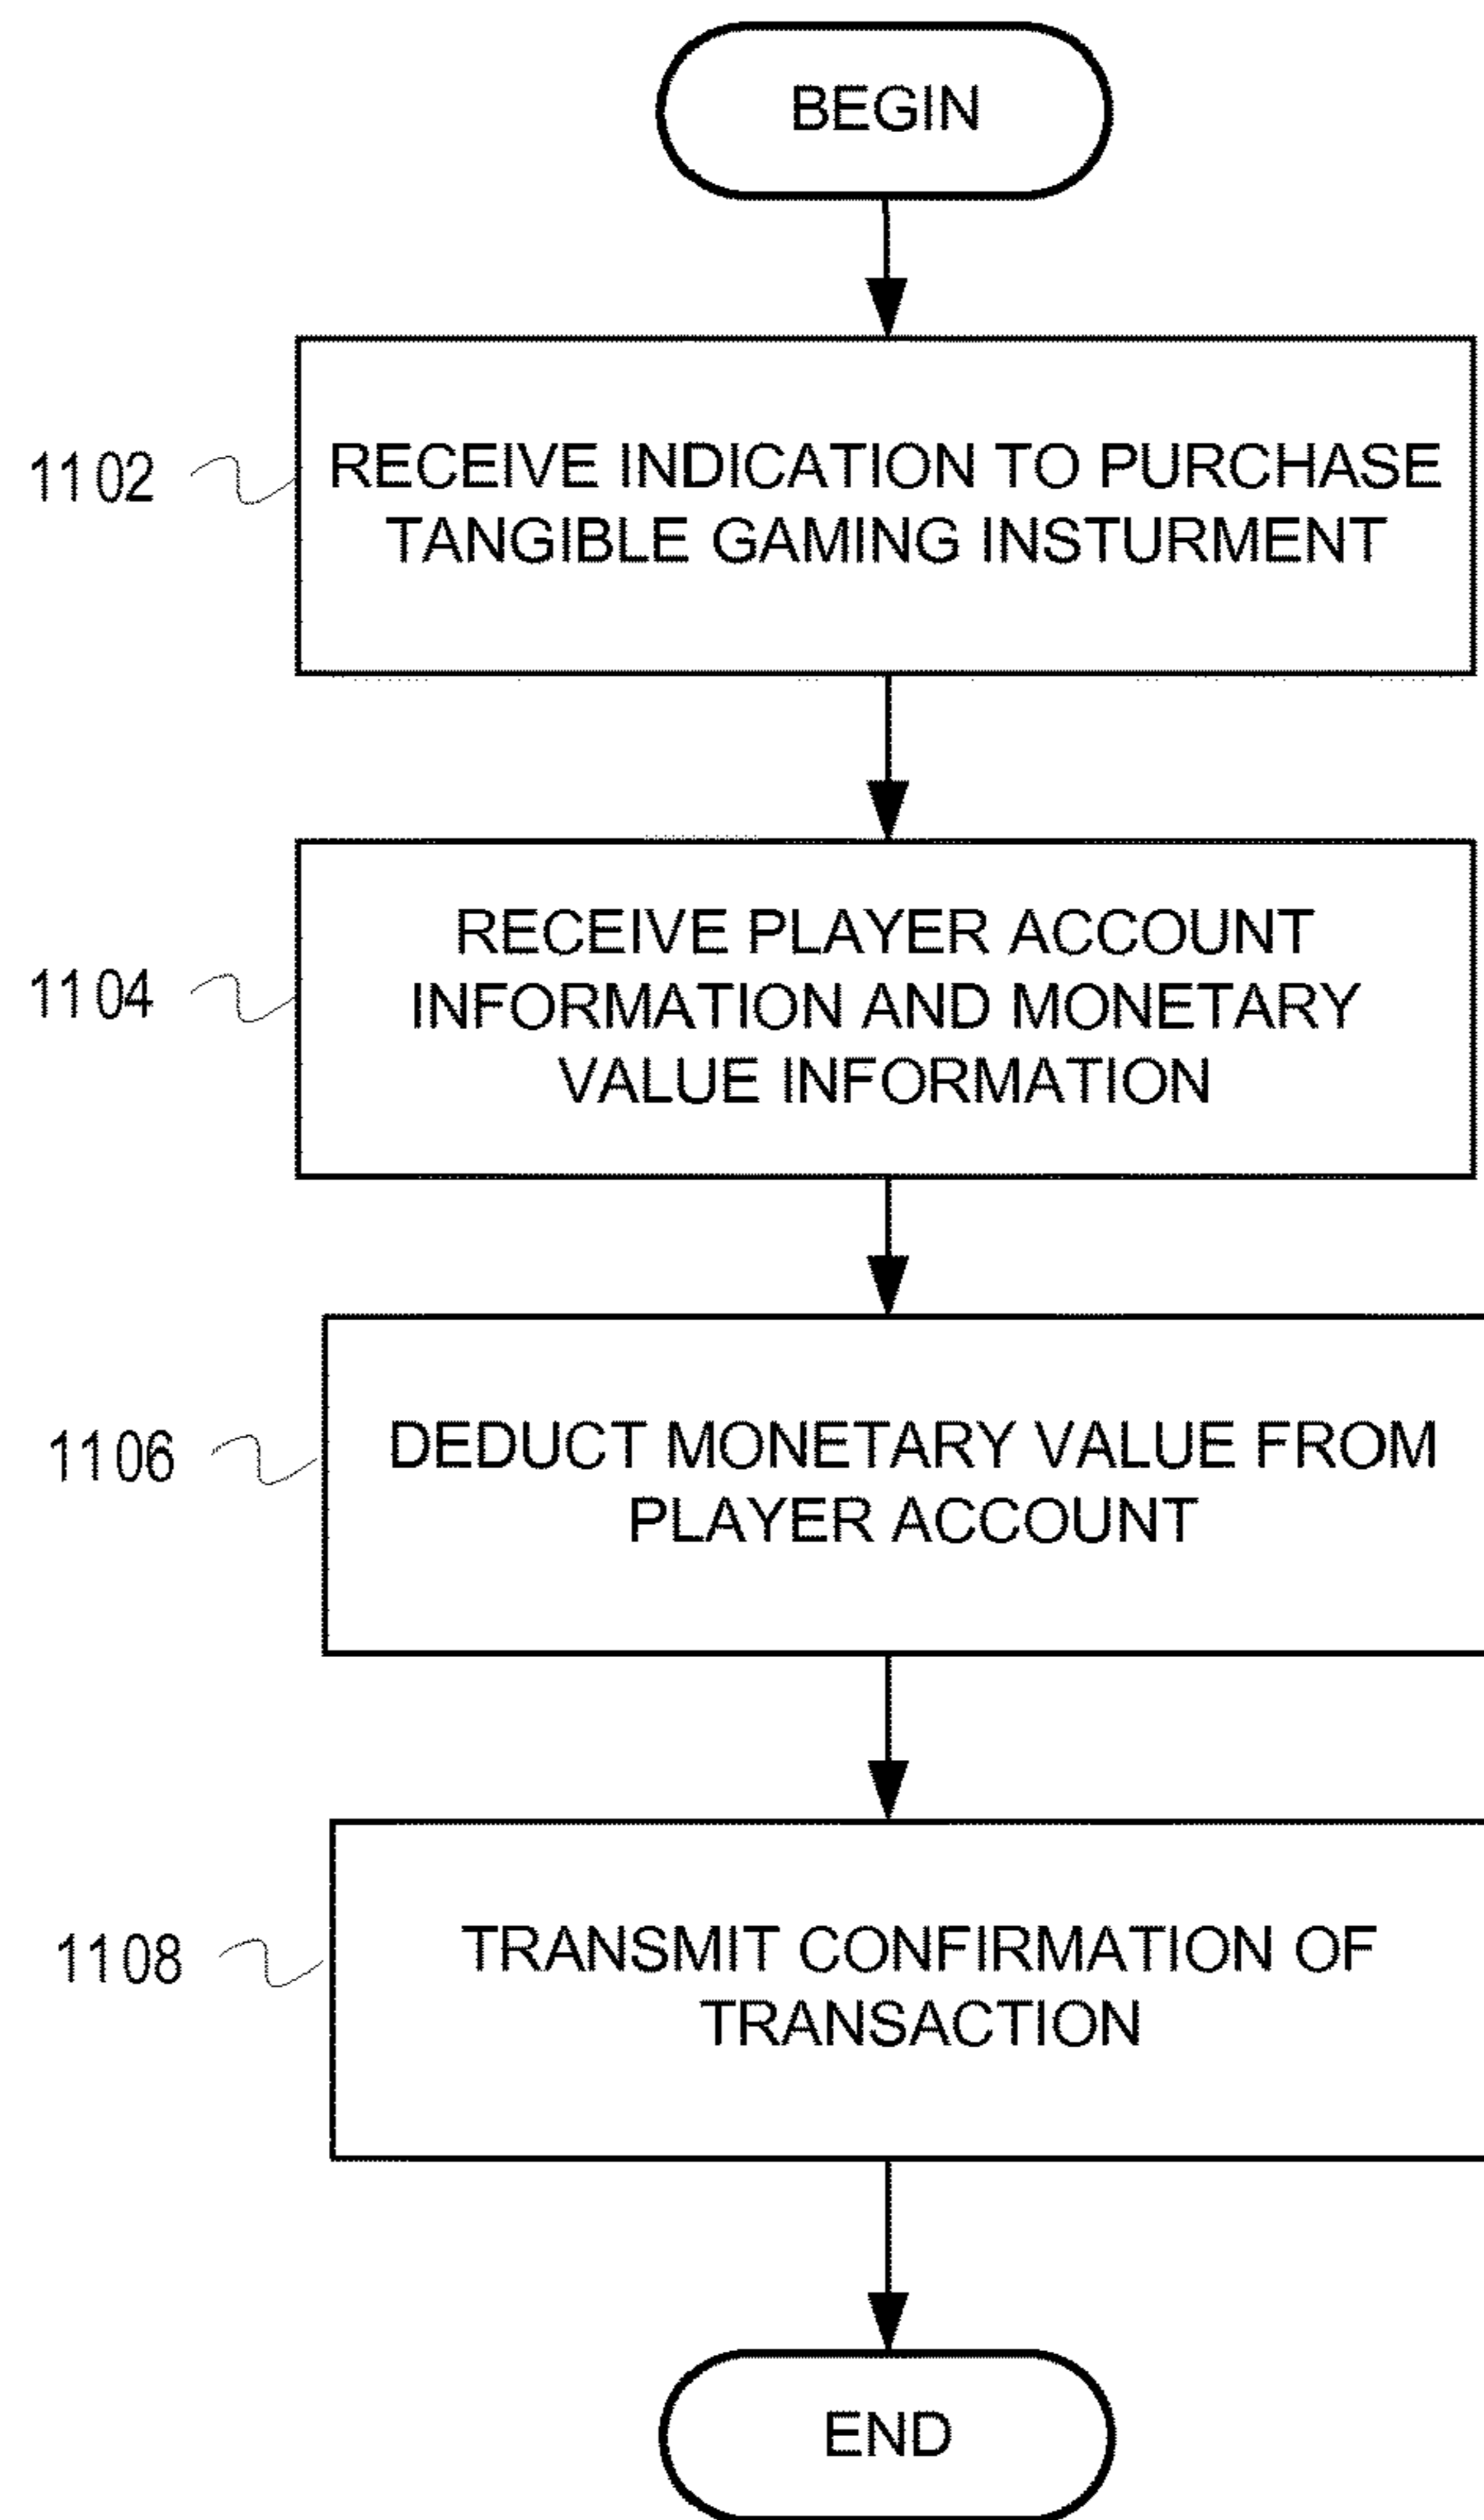 BEGIN
1102
RECEIVE INDICATION TO PURCHASE
TANGIBLE GAMING INSTURMENT
1104
RECEIVE PLAYER ACCOUNT
INFORMATION AND MONETARY
VALUE INFORMATION
1106
DEDUCT MONETARY VALUE FROM
PLAYER ACCOUNT
1108
TRANSMIT CONFIRMATION OF
TRANSACTION
END